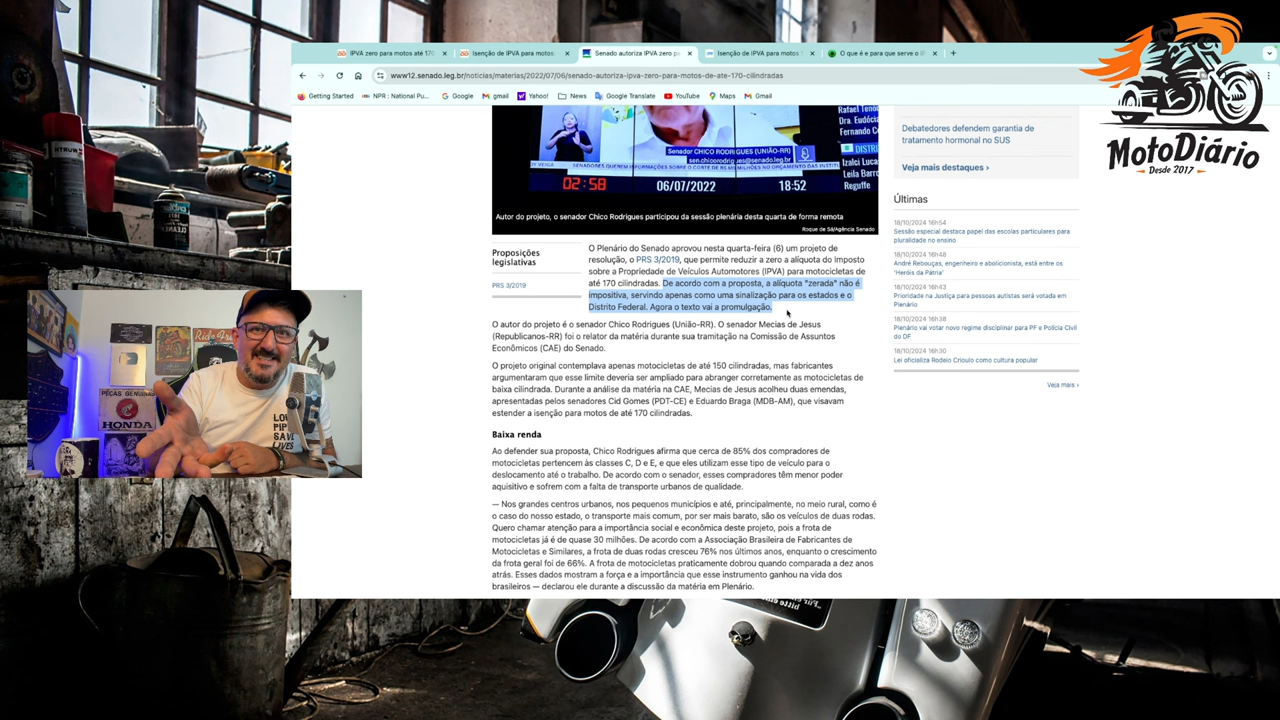 IPVA zero para motos até 170
Isenção de IPVA para motos
Senado autoriza IPVA zero pa
Isenção de IPVA para motos
O que é e para que serve o IP
www12.senado.leg.br/noticias/materias/2022/07/06/senado-autoriza-ipva-zero-para-motos-de-ate-170-cilindradas
Getting Started
NPR : National Pu...
Google
gmail
Yahoo!
News
Google Translate
YouTube
Maps
Gmail
MotoDiário
Desde 2017
Rafael Tenó
Dra. Eudócia
Fernando Co
DISTRI
Izalci Lucas
Leila Barro
Reguffe
Senador CHICO RODRIGUES (UNIÃO-RR)
sen.chicorodrigues@senado.leg.br
02:58
06/07/2022
18:52
Autor do projeto, o senador Chico Rodrigues participou da sessão plenária desta quarta de forma remota
Roque de Sá/Agência Senado
Proposições
legislativas
PRS 3/2019
O Plenário do Senado aprovou nesta quarta-feira (6) um projeto de
resolução, o PRS 3/2019, que permite reduzir a zero a alíquota do Imposto
sobre a Propriedade de Veículos Automotores (IPVA) para motocicletas de
até 170 cilindradas. De acordo com a proposta, a alíquota "zerada" não é
impositiva, servindo apenas como uma sinalização para os estados e o
Distrito Federal. Agora o texto vai a promulgação.
O autor do projeto é o senador Chico Rodrigues (União-RR). O senador Mecias de Jesus
(Republicanos-RR) foi o relator da matéria durante sua tramitação na Comissão de Assuntos
Econômicos (CAE) do Senado.
O projeto original contemplava apenas motocicletas de até 150 cilindradas, mas fabricantes
argumentaram que esse limite deveria ser ampliado para abranger corretamente as motocicletas de
baixa cilindrada. Durante a análise da matéria na CAE, Mecias de Jesus acolheu duas emendas,
apresentadas pelos senadores Cid Gomes (PDT-CE) e Eduardo Braga (MDB-AM), que visavam
estender a isenção para motos de até 170 cilindradas.
Baixa renda
Ao defender sua proposta, Chico Rodrigues afirma que cerca de 85% dos compradores de
motocicletas pertencem às classes C, D e E, e que eles utilizam esse tipo de veículo para o
deslocamento até o trabalho. De acordo com o senador, esses compradores têm menor poder
aquisitivo e sofrem com a falta de transporte urbanos de qualidade.
— Nos grandes centros urbanos, nos pequenos municípios e até, principalmente, no meio rural, como é
o caso do nosso estado, o transporte mais comum, por ser mais barato, são os veículos de duas rodas.
Quero chamar atenção para a importância social e econômica deste projeto, pois a frota de
motocicletas já é de quase 30 milhões. De acordo com a Associação Brasileira de Fabricantes de
Motocicletas e Similares, a frota de duas rodas cresceu 76% nos últimos anos, enquanto o crescimento
da frota geral foi de 66%. A frota de motocicletas praticamente dobrou quando comparada a dez anos
atrás. Esses dados mostram a força e a importância que esse instrumento ganhou na vida dos
brasileiros — declarou ele durante a discussão da matéria em Plenário.
Debatedores defendem garantia de
tratamento hormonal no SUS
Veja mais destaques ›
Últimas
18/10/2024 16h54
Sessão especial destaca papel das escolas particulares para
pluralidade no ensino
18/10/2024 16h48
André Rebouças, engenheiro e abolicionista, está entre os
'Heróis da Pátria'
18/10/2024 16h43
Prioridade na Justiça para pessoas autistas será votada em
Plenário
18/10/2024 16h38
Plenário vai votar novo regime disciplinar para PF e Polícia Civil
do DF
18/10/2024 16h30
Lei oficializa Rodeio Crioulo como cultura popular
Veja mais ›
PEÇAS GENUÍNAS
HONDA